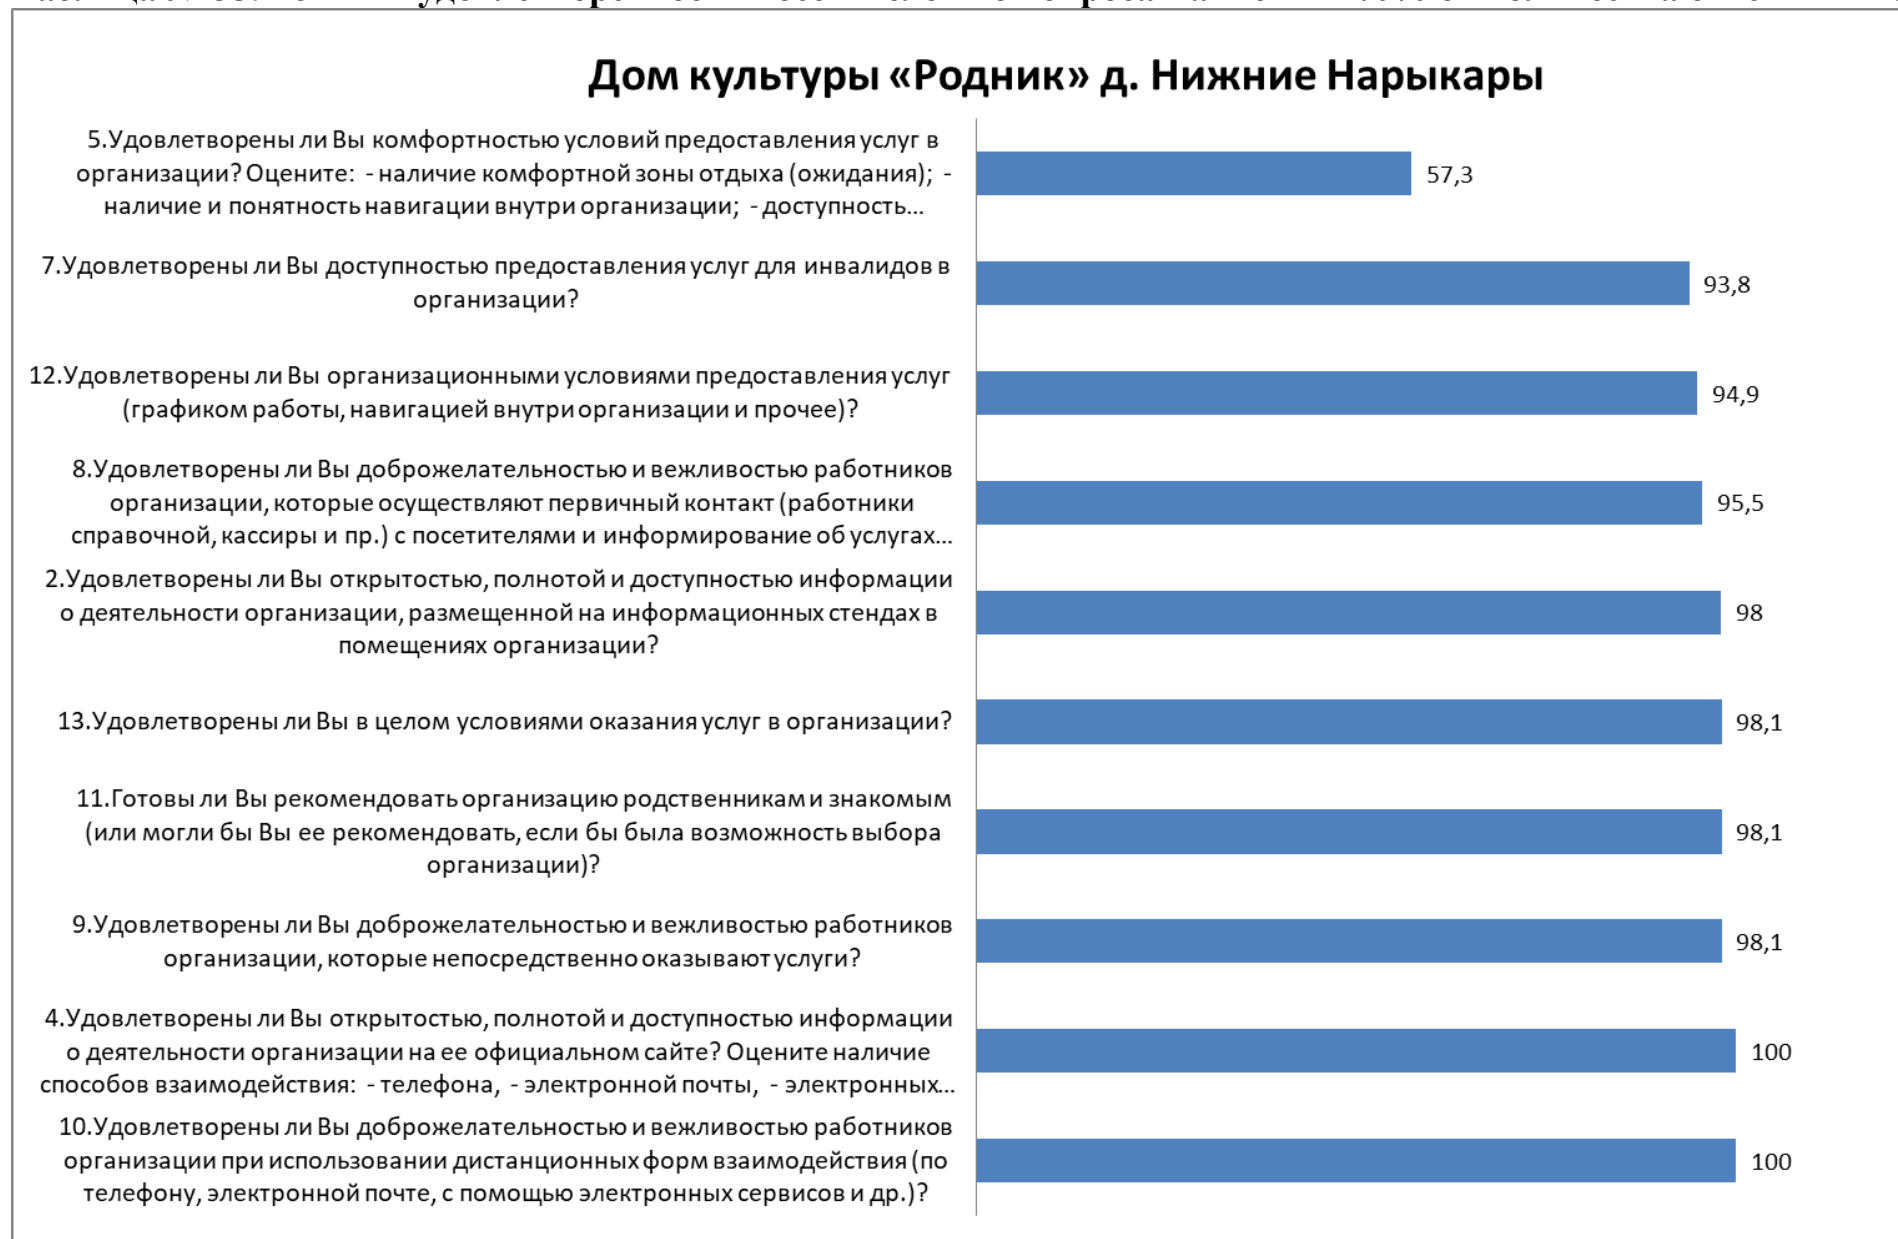 Дом культуры «Родник» д. Нижние Нарыкары
5.Удовлетворены ли Вы комфортностью условий предоставления услуг в
организации? Оцените: - наличие комфортной зоны отдыха (ожидания); -
наличие и понятность навигации внутри организации; - доступность...
57,3
7.Удовлетворены ли Вы доступностью предоставления услуг для инвалидов в
организации?
93,8
12.Удовлетворены ли Вы организационными условиями предоставления услуг
(графиком работы, навигацией внутри организации и прочее)?
94,9
8.Удовлетворены ли Вы доброжелательностью и вежливостью работников
организации, которые осуществляют первичный контакт (работники
справочной, кассиры и пр.) с посетителями и информирование об услугах...
95,5
2.Удовлетворены ли Вы открытостью, полнотой и доступностью информации
о деятельности организации, размещенной на информационных стендах в
помещениях организации?
98
13.Удовлетворены ли Вы в целом условиями оказания услуг в организации?
98,1
11.Готовы ли Вы рекомендовать организацию родственникам и знакомым
(или могли бы Вы ее рекомендовать, если бы была возможность выбора
организации)?
98,1
9.Удовлетворены ли Вы доброжелательностью и вежливостью работников
организации, которые непосредственно оказывают услуги?
98,1
4.Удовлетворены ли Вы открытостью, полнотой и доступностью информации
о деятельности организации на ее официальном сайте? Оцените наличие
способов взаимодействия: - телефона, - электронной почты, - электронных...
100
10.Удовлетворены ли Вы доброжелательностью и вежливостью работников
организации при использовании дистанционных форм взаимодействия (по
телефону, электронной почте, с помощью электронных сервисов и др.)?
100